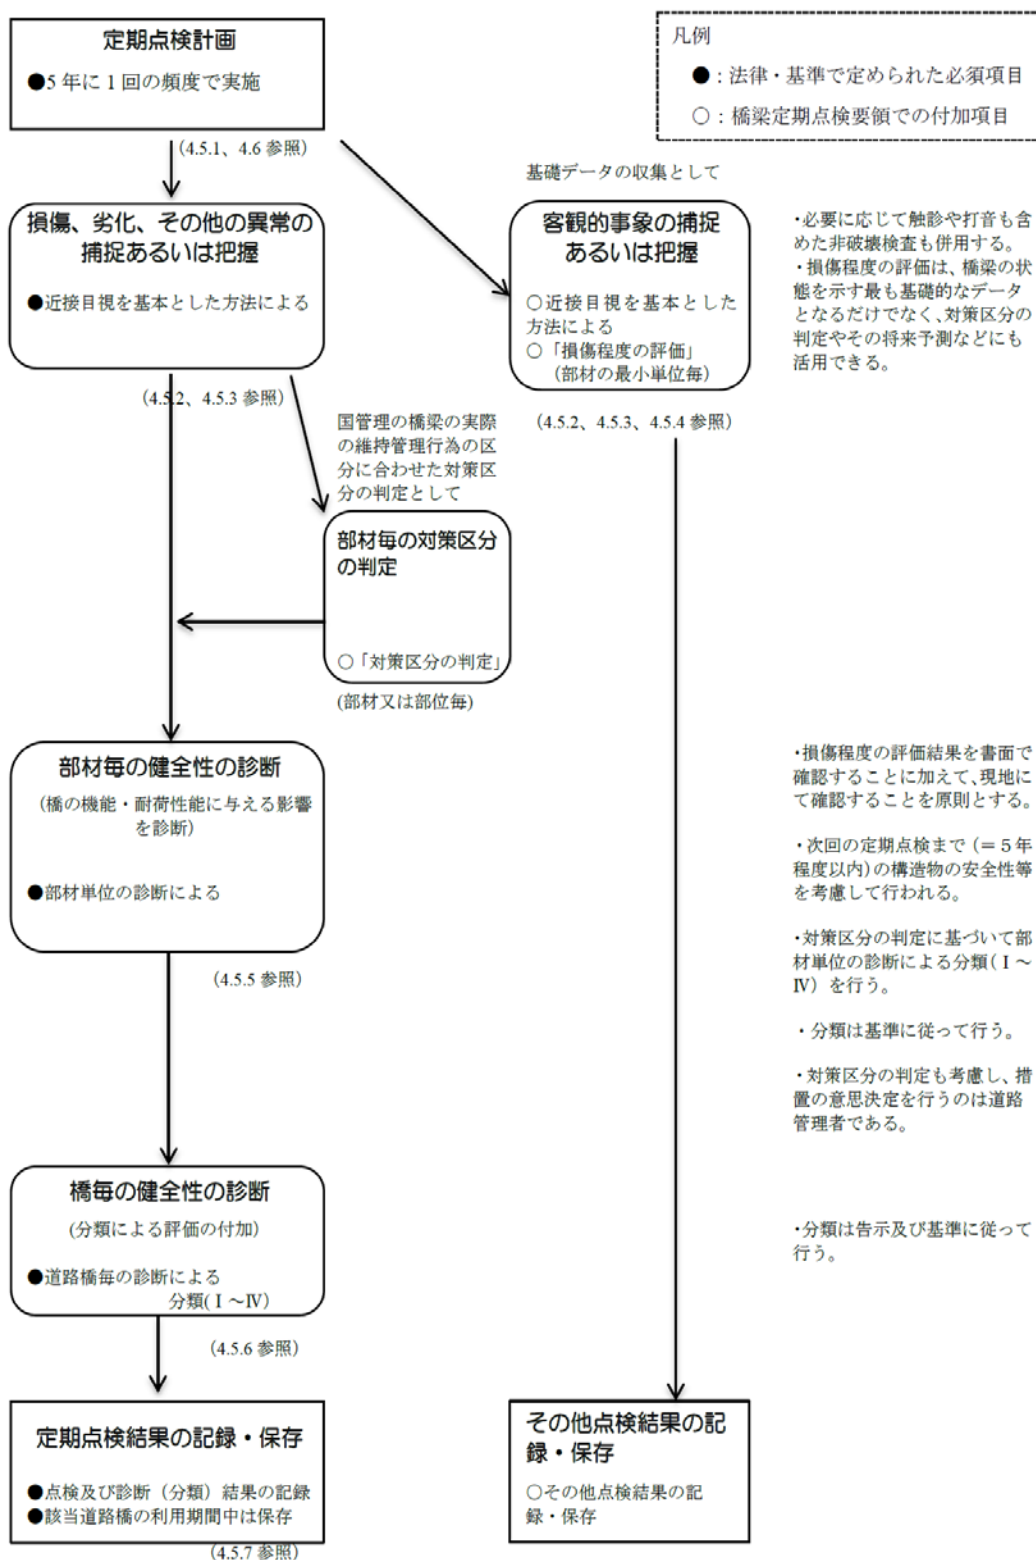 定期点検計画
●5年に1回の頻度で実施
凡例
●：法律・基準で定められた必須項目
○：橋梁定期点検要領での付加項目
(4.5.1、4.6 参照)
基礎データの収集として
損傷、劣化、その他の異常の
捕捉あるいは把握
●近接目視を基本とした方法による
客観的事象の捕捉
あるいは把握
○近接目視を基本とした
方法による
○「損傷程度の評価」
（部材の最小単位毎）
・必要に応じて触診や打音も含
めた非破壊検査も併用する。
・損傷程度の評価は、橋梁の状
態を示す最も基礎的なデータ
となるだけでなく、対策区分の
判定やその将来予測などにも
活用できる。
(4.5.2、4.5.3 参照)
(4.5.2、4.5.3、4.5.4 参照)
国管理の橋梁の実際
の維持管理行為の区
分に合わせた対策区
分の判定として
部材毎の対策区分
の判定
○「対策区分の判定」
(部材又は部位毎)
部材毎の健全性の診断
(橋の機能・耐荷性能に与える影響
を診断）
●部材単位の診断による
・損傷程度の評価結果を書面で
確認することに加えて、現地に
て確認することを原則とする。
・次回の定期点検まで（＝５年
程度以内）の構造物の安全性等
を考慮して行われる。
・対策区分の判定に基づいて部
材単位の診断による分類(Ⅰ～
Ⅳ）を行う。
・分類は基準に従って行う。
・対策区分の判定も考慮し、措
置の意思決定を行うのは道路
管理者である。
(4.5.5 参照)
橋毎の健全性の診断
(分類による評価の付加）
●道路橋毎の診断による
分類(Ⅰ～Ⅳ)
・分類は告示及び基準に従って
行う。
(4.5.6 参照)
定期点検結果の記録・保存
●点検及び診断（分類）結果の記録
●該当道路橋の利用期間中は保存
(4.5.7 参照)
その他点検結果の記
録・保存
○その他点検結果の記
録・保存